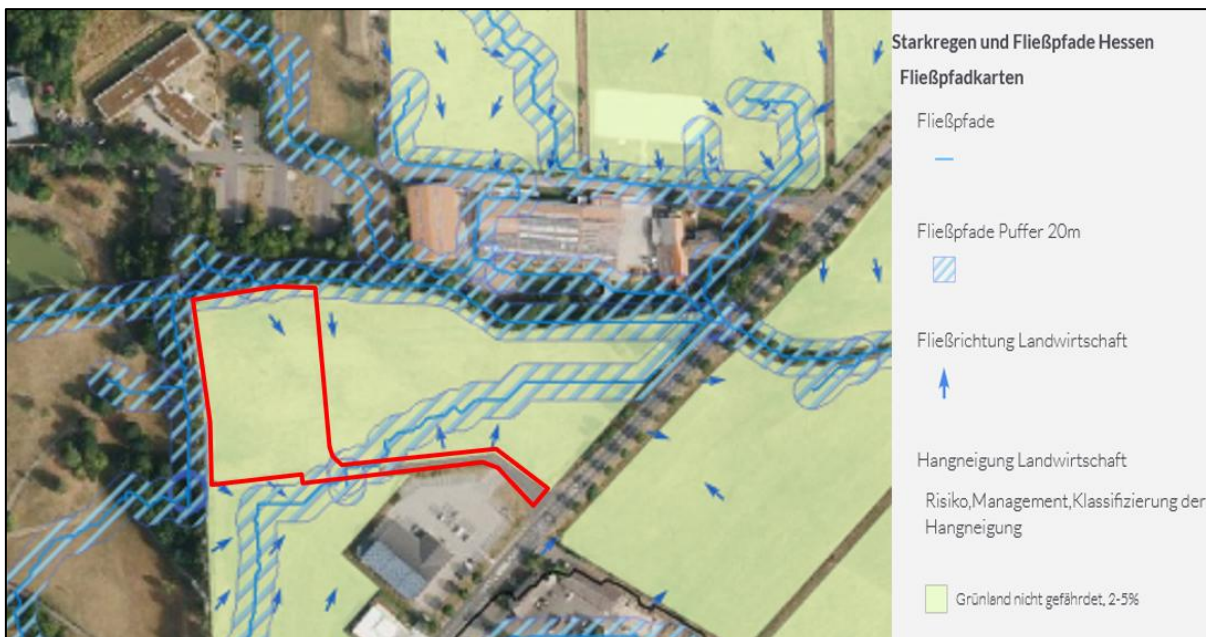 Starkregen und Fließpfade Hessen
Fließpfadkarten
Fließpfade
Fließpfade Puffer 20m
Fließrichtung Landwirtschaft
Hangneigung Landwirtschaft
Risiko,Management,Klassifizierung der
Hangneigung
Grünland nicht gefährdet, 2-5%